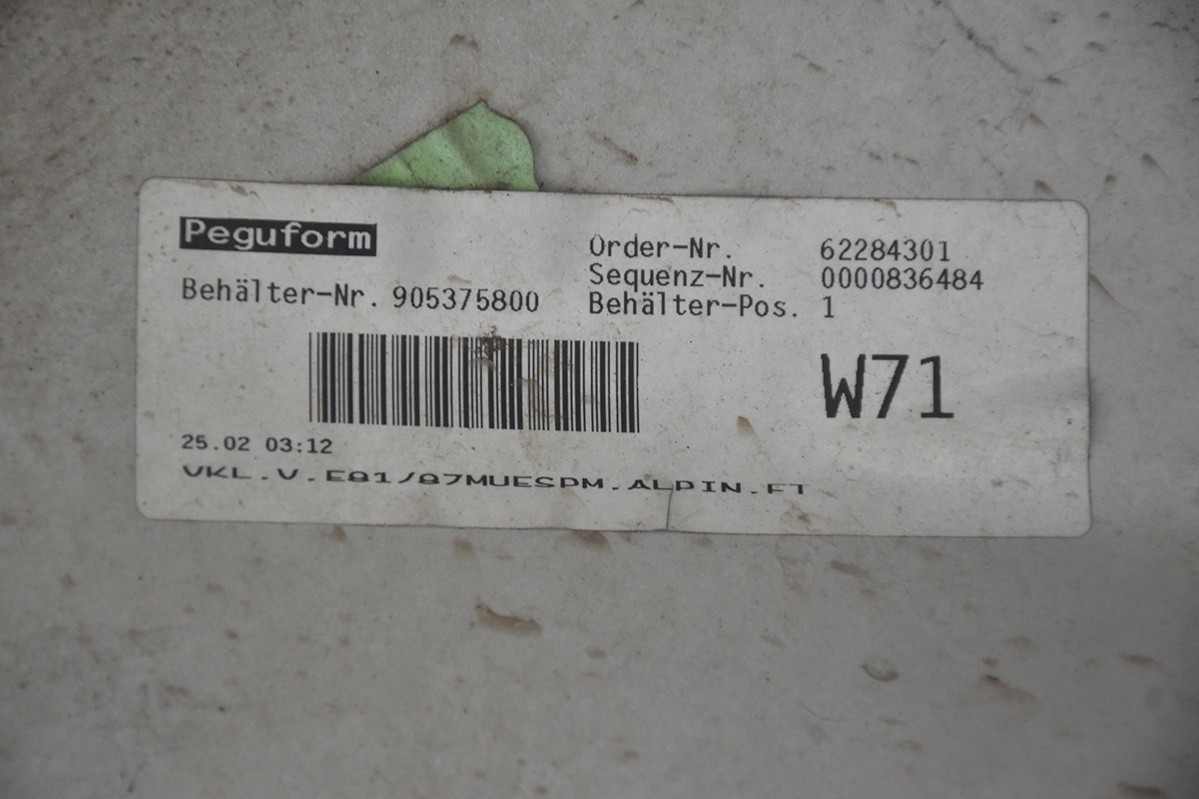 Peguform
Behälter-Nr. 905375800
Order-Nr. 62284301
Sequenz-Nr. 0000836484
Behälter-Pos. 1
W71
25.02 03:12
VKL.V.E81/87MUESPM.ALPIN.FT